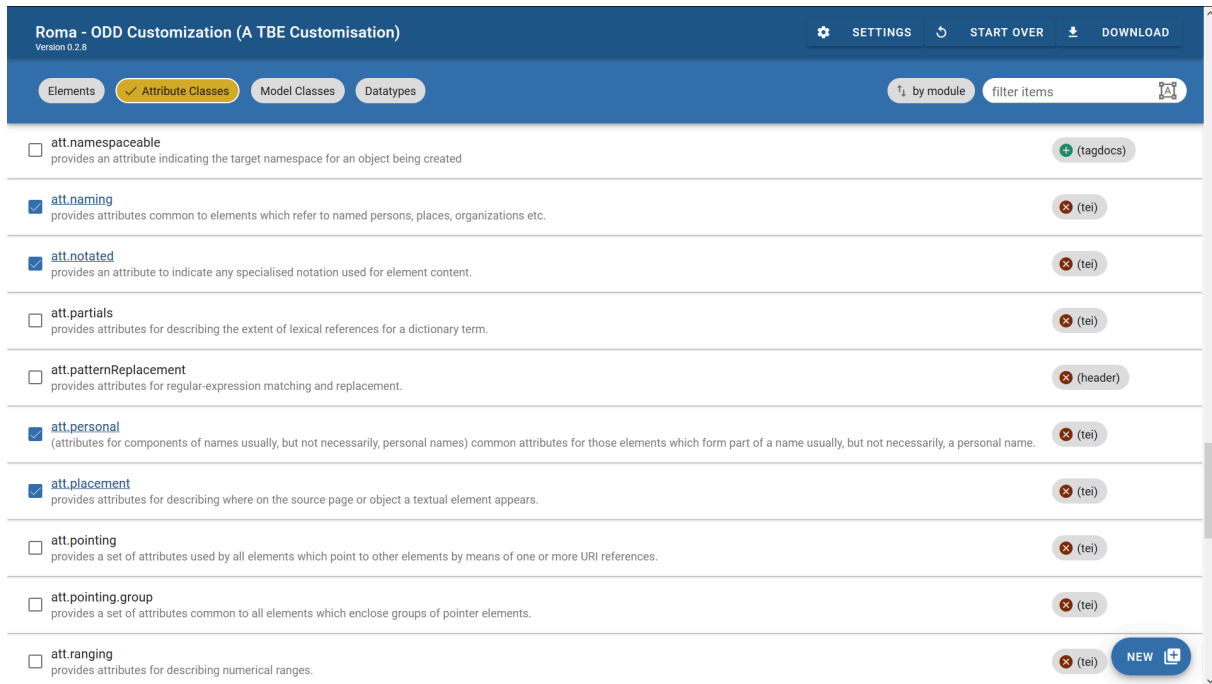 Roma - ODD Customization (A TBE Customisation)
Version 0.2.8
SETTINGS
START OVER
DOWNLOAD
Elements
Attribute Classes
Model Classes
Datatypes
by module
filter items
att.namespaceable
provides an attribute indicating the target namespace for an object being created
(tagdocs)
att.naming
provides attributes common to elements which refer to named persons, places, organizations etc.
(tei)
att.notated
provides an attribute to indicate any specialised notation used for element content.
(tei)
att.partials
provides attributes for describing the extent of lexical references for a dictionary term.
(tei)
att.patternReplacement
provides attributes for regular-expression matching and replacement.
(header)
att.personal
(attributes for components of names usually, but not necessarily, personal names) common attributes for those elements which form part of a name usually, but not necessarily, a personal name.
(tei)
att.placement
provides attributes for describing where on the source page or object a textual element appears.
(tei)
att.pointing
provides a set of attributes used by all elements which point to other elements by means of one or more URI references.
(tei)
att.pointing.group
provides a set of attributes common to all elements which enclose groups of pointer elements.
(tei)
att.ranging
provides attributes for describing numerical ranges.
(tei)
NEW